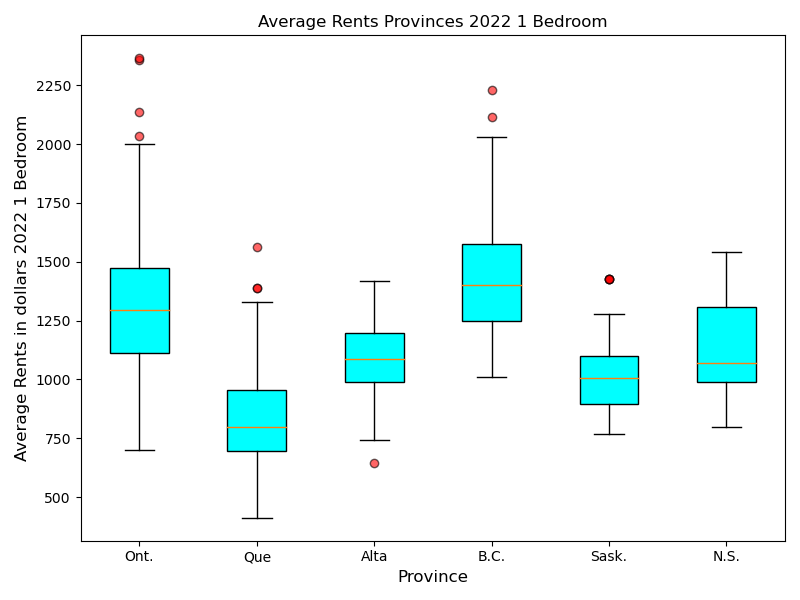 Average Rents Provinces 2022 1 Bedroom
Average Rents in dollars 2022 1 Bedroom
2250
2000
1750
1500
1250
1000
750
500
Ont.
Que
Alta
B.C.
Sask.
N.S.
Province